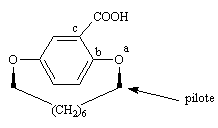 COOH
c
O b O a
(CH2)6
pilote